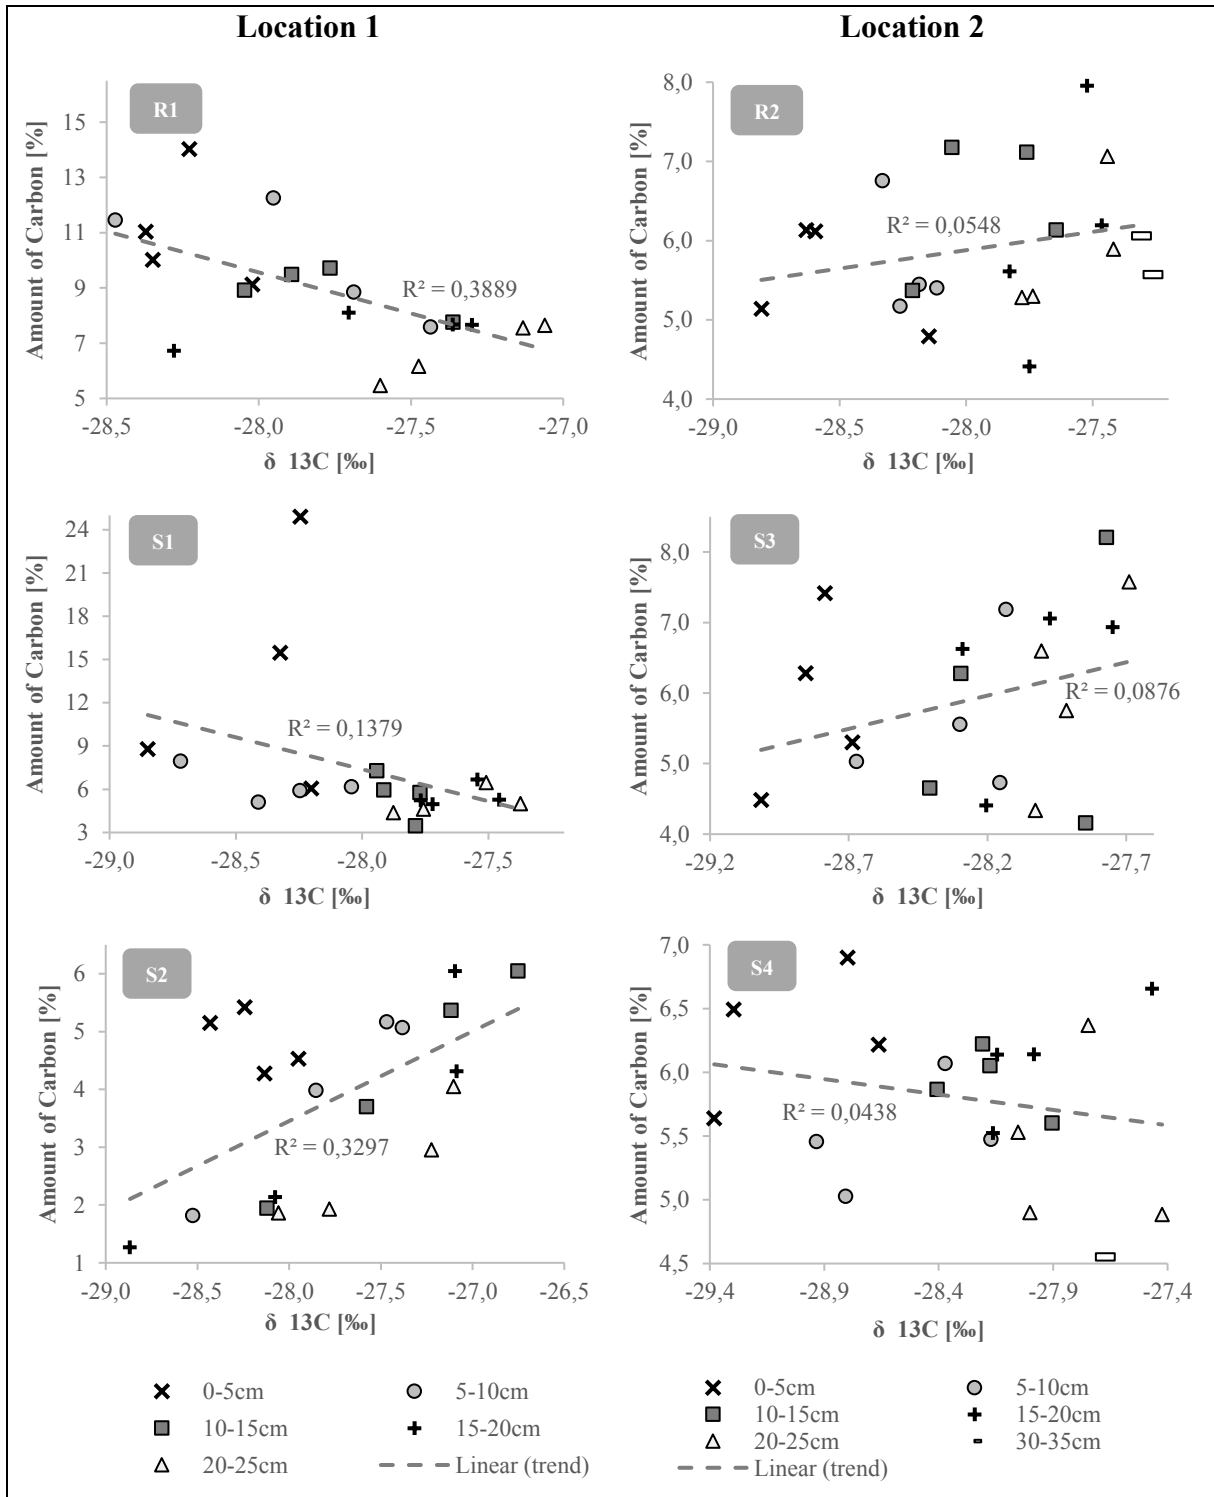 Location 1
Location 2
R1
Amount of Carbon [%]
15
13
11
9
7
5
R² = 0,3889
-28,5 -28,0 -27,5 -27,0
δ 13C [‰]
R2
Amount of Carbon [%]
8,0
7,0
6,0
5,0
4,0
R² = 0,0548
-29,0 -28,5 -28,0 -27,5
δ 13C [‰]
S1
Amount of Carbon [%]
24
21
18
15
12
9
6
3
R² = 0,1379
-29,0 -28,5 -28,0 -27,5
δ 13C [‰]
S3
Amount of Carbon [%]
8,0
7,0
6,0
5,0
4,0
R² = 0,0876
-29,2 -28,7 -28,2 -27,7
δ 13C [‰]
S2
Amount of Carbon [%]
6
5
4
3
2
1
R² = 0,3297
-29,0 -28,5 -28,0 -27,5 -27,0 -26,5
δ 13C [‰]
S4
Amount of Carbon [%]
7,0
6,5
6,0
5,5
5,0
4,5
R² = 0,0438
-29,4 -28,9 -28,4 -27,9 -27,4
δ 13C [‰]
0-5cm 5-10cm
10-15cm 15-20cm
20-25cm Linear (trend)
0-5cm 5-10cm
10-15cm 15-20cm
20-25cm 30-35cm
Linear (trend)